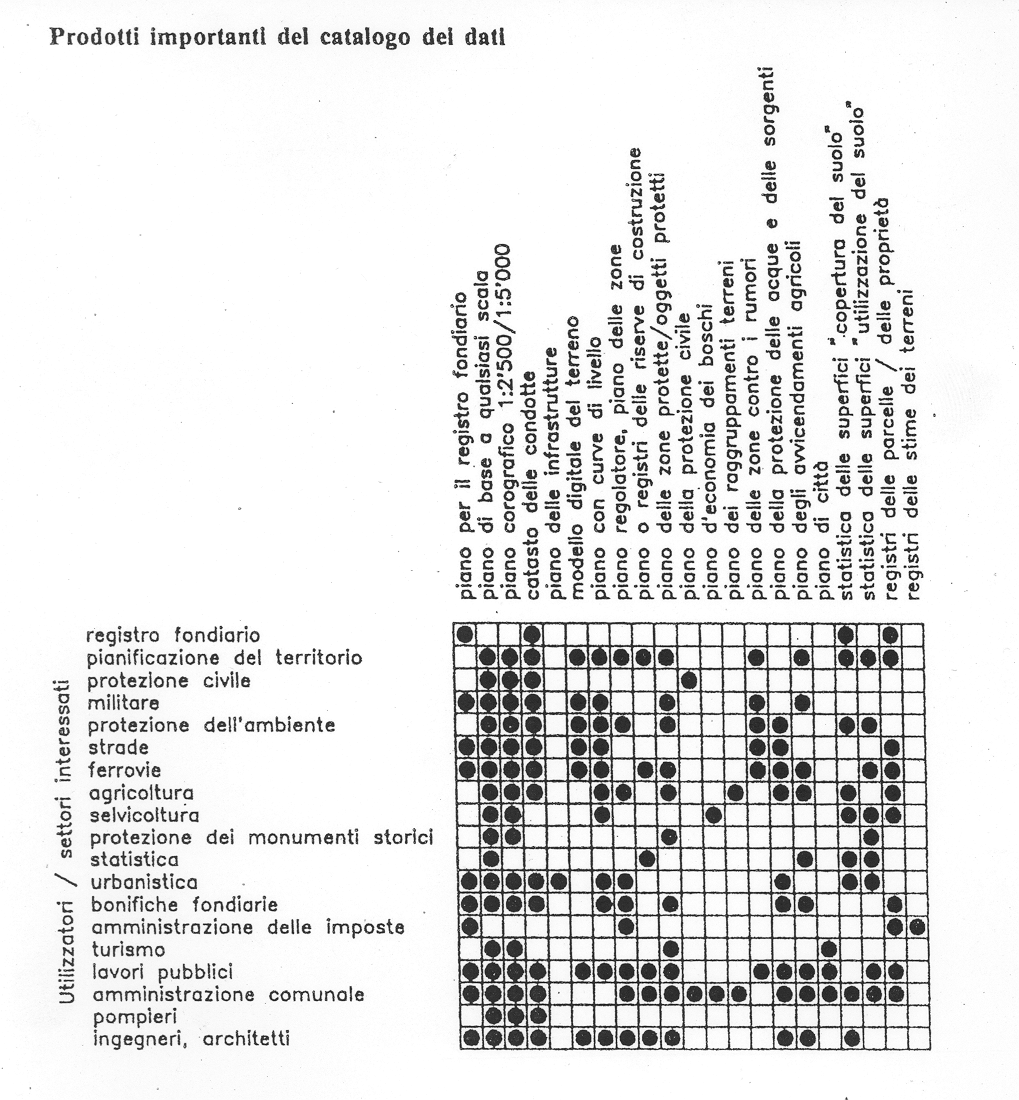 Prodotti importanti del catalogo dei dati
piano per il registro fondiario
piano di base a qualsiasi scala
piano corografico 1:2'500/1:5'000
catasto delle condotte
piano delle infrastrutture
modello digitale del terreno
piano con curve di livello
piano regolatore, piano delle zone
piano o registri delle riserve di costruzione
piano delle zone protette/oggetti protetti
piano della protezione civile
piano d'economia dei boschi
piano dei raggruppamenti terreni
piano delle zone contro i rumori
piano della protezione delle acque e delle sorgenti
piano degli avvicendamenti agricoli
piano di città
statistica delle superfici "copertura del suolo"
statistica delle superfici "utilizzazione del suolo"
registri delle parcelle / delle proprietà
registri delle stime dei terreni
Utilizzatori / settori interessati
registro fondiario
pianificazione del territorio
protezione civile
militare
protezione dell'ambiente
strade
ferrovie
agricoltura
selvicoltura
protezione dei monumenti storici
statistica
urbanistica
bonifiche fondiarie
amministrazione delle imposte
turismo
lavori pubblici
amministrazione comunale
pompieri
ingegneri, architetti